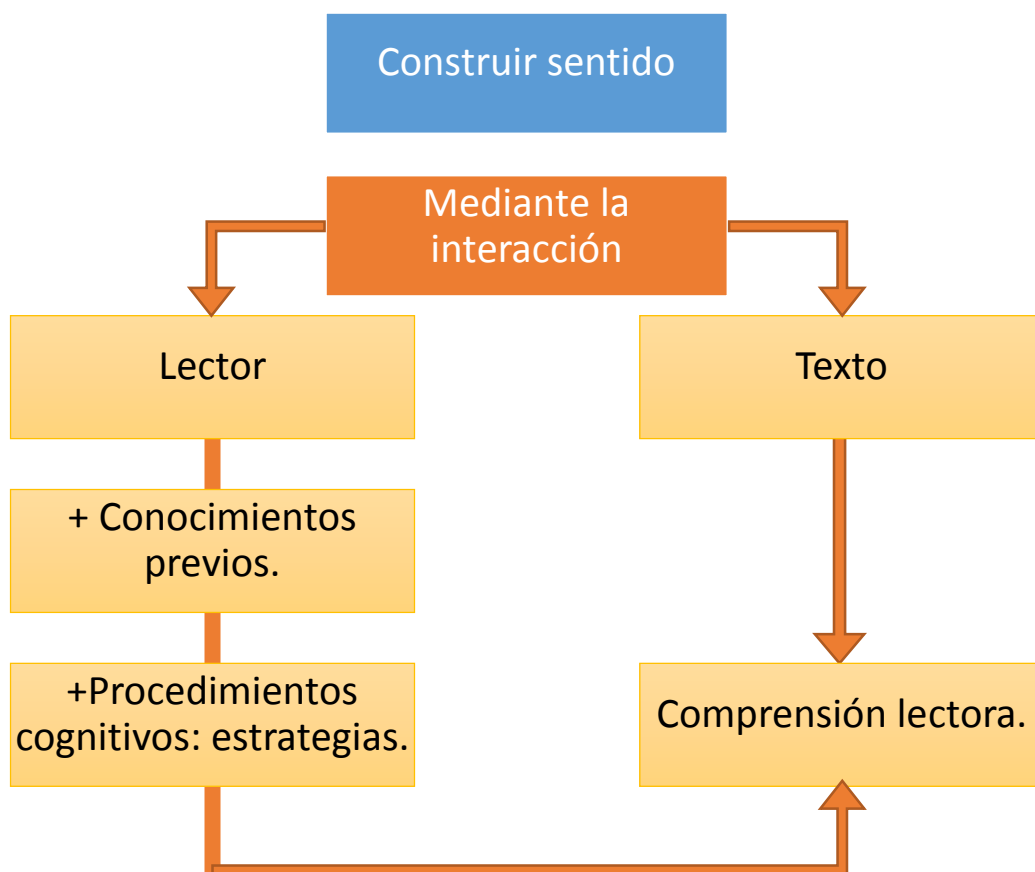 Construir sentido
Mediante la
interacción
Lector
Texto
+ Conocimientos
previos.
+Procedimientos
cognitivos: estrategias.
Comprensión lectora.